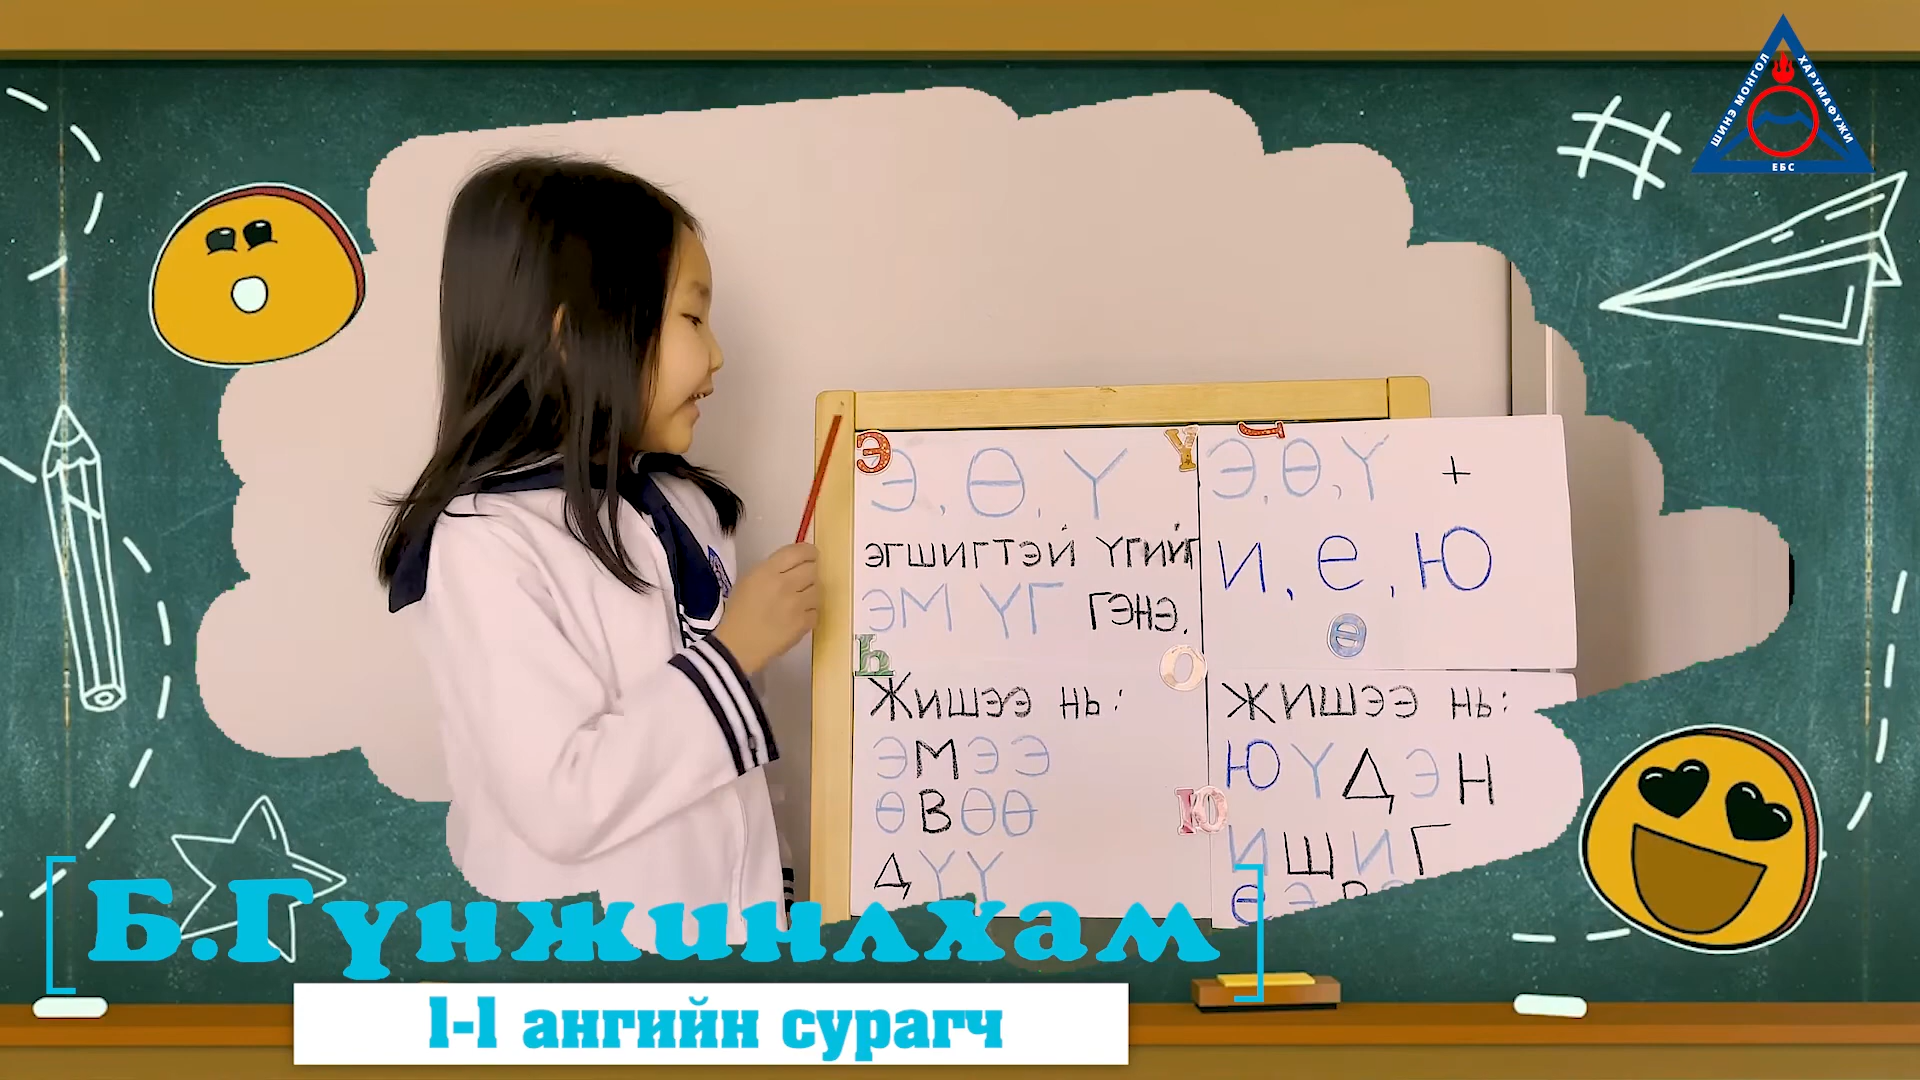 ШИНЭ МОНГОЛ
ХАРУМАФУЖИ
ЕБС
Э, Ө, Ү
ЭГШИГТЭЙ ҮГИЙГ
ЭМ ҮГ ГЭНЭ.
Жишээ нь:
ЭМЭЭ
ӨВӨӨ
ДҮҮ
Э, Ө, Ү +
И, Е, Ю
ЖИШЭЭ НЬ:
ЮҮДЭН
ИШИГ
Э
Ү
Һ
О
Ө
Ю
Б.Гүнжинлхам
1-1 ангийн сурагч